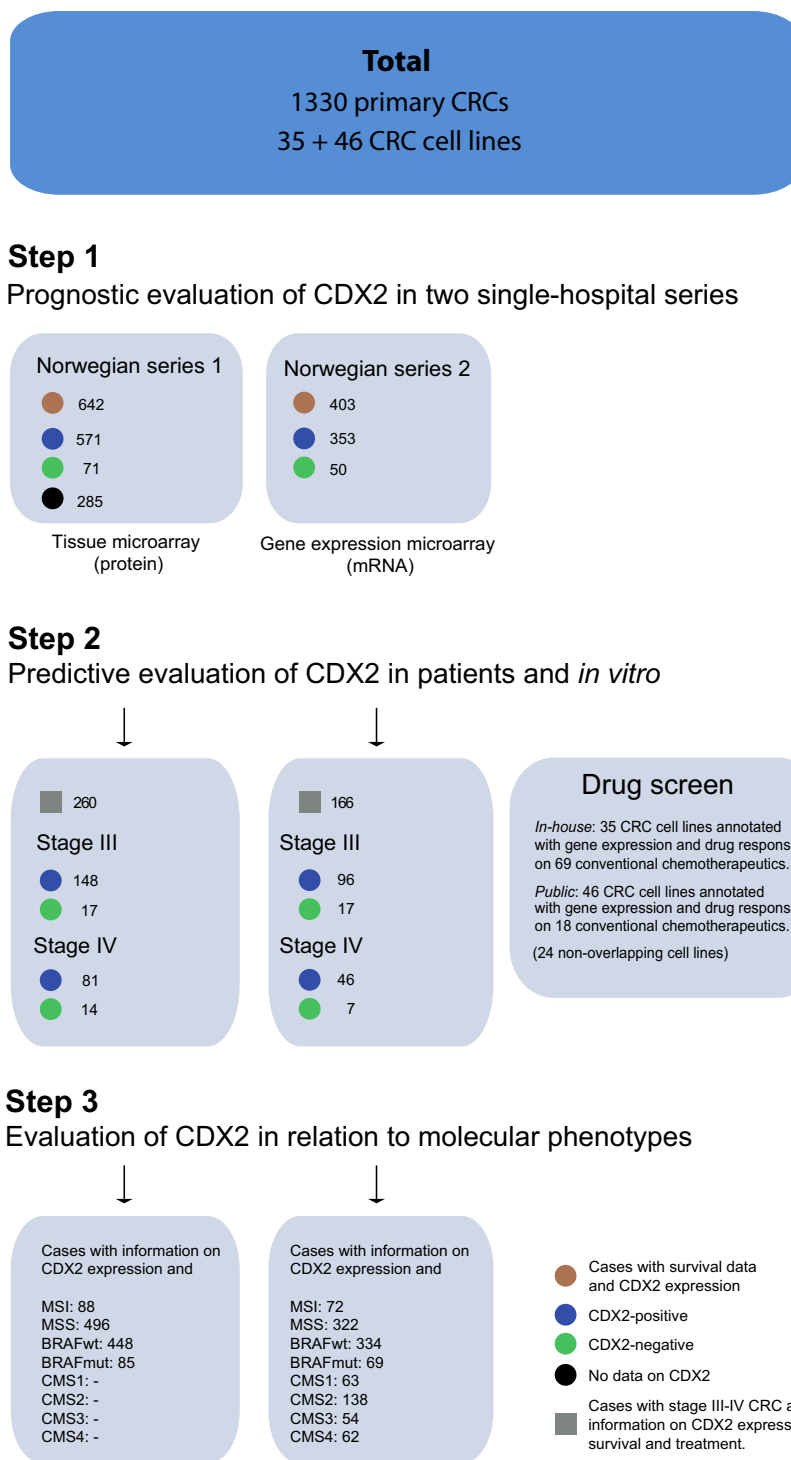 Total
1330 primary CRCs
35 + 46 CRC cell lines
Step 1
Prognostic evaluation of CDX2 in two single-hospital series
Norwegian series 1
642
571
71
285
Tissue microarray
(protein)
Norwegian series 2
403
353
50
Gene expression microarray
(mRNA)
Step 2
Predictive evaluation of CDX2 in patients and in vitro
260
Stage III
148
17
Stage IV
81
14
166
Stage III
96
17
Stage IV
46
7
Drug screen
In-house: 35 CRC cell lines annotated
with gene expression and drug respons
on 69 conventional chemotherapeutics.
Public: 46 CRC cell lines annotated
with gene expression and drug respons
on 18 conventional chemotherapeutics.
(24 non-overlapping cell lines)
Step 3
Evaluation of CDX2 in relation to molecular phenotypes
Cases with information on
CDX2 expression and
MSI: 88
MSS: 496
BRAFwt: 448
BRAFmut: 85
CMS1: -
CMS2: -
CMS3: -
CMS4: -
Cases with information on
CDX2 expression and
MSI: 72
MSS: 322
BRAFwt: 334
BRAFmut: 69
CMS1: 63
CMS2: 138
CMS3: 54
CMS4: 62
Cases with survival data
and CDX2 expression
CDX2-positive
CDX2-negative
No data on CDX2
Cases with stage III-IV CRC a
information on CDX2 express
survival and treatment.